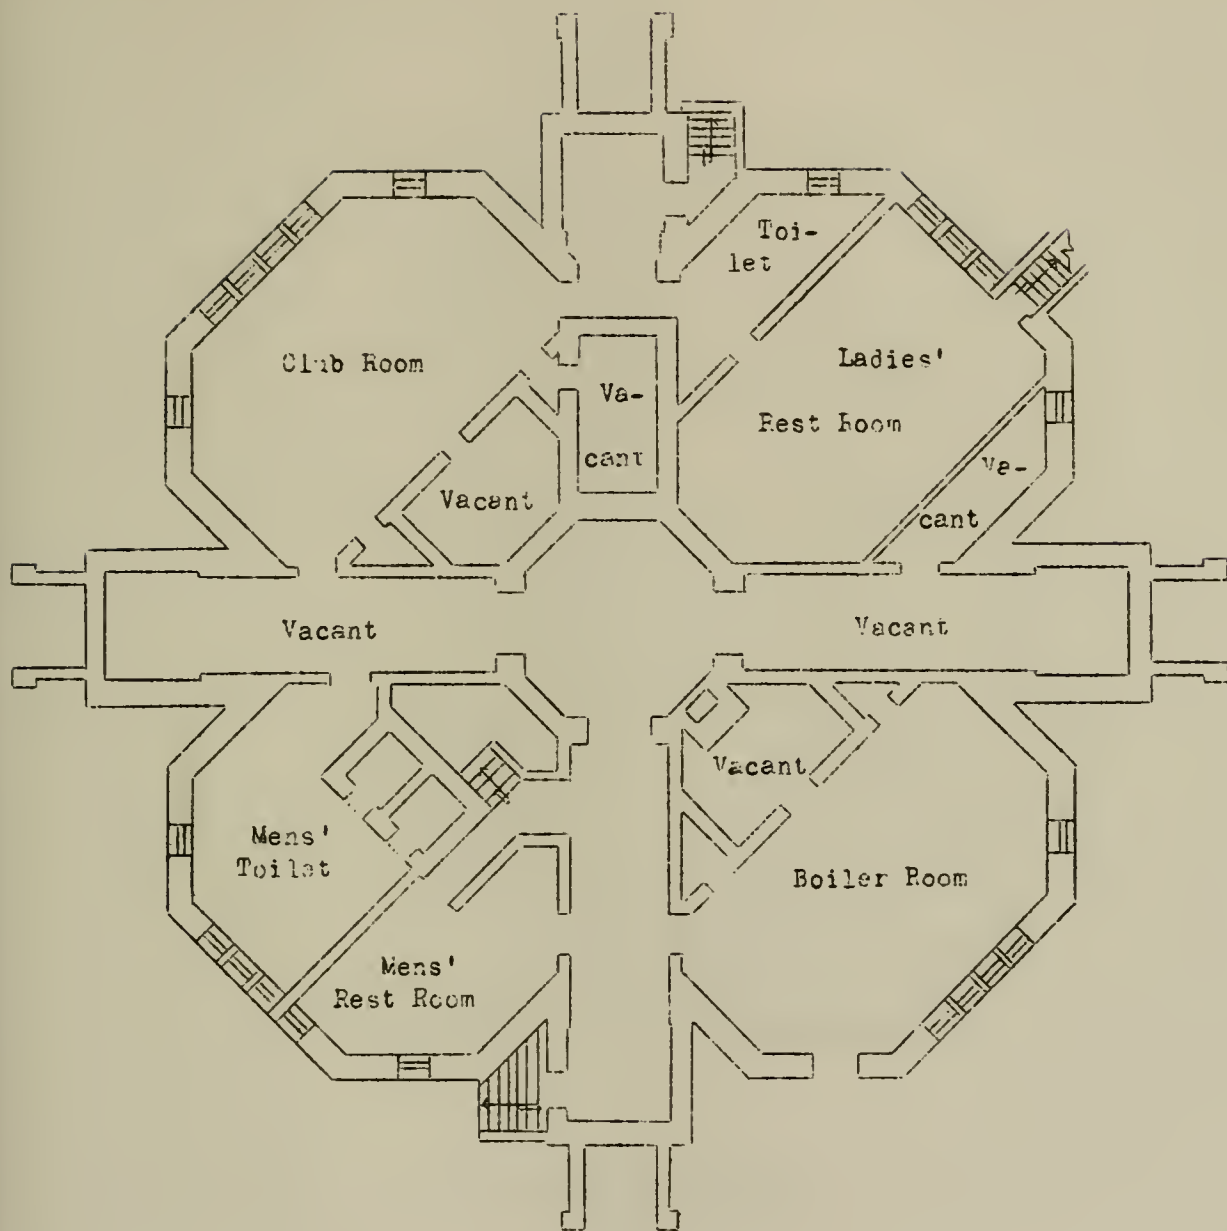 Toi-
let
Club Room
Ladies'
Rest Room
Va-
cant
Vacant
Va-
cant
Vacant
Vacant
Vacant
Mens'
Toilet
Boiler Room
Mens'
Rest Room